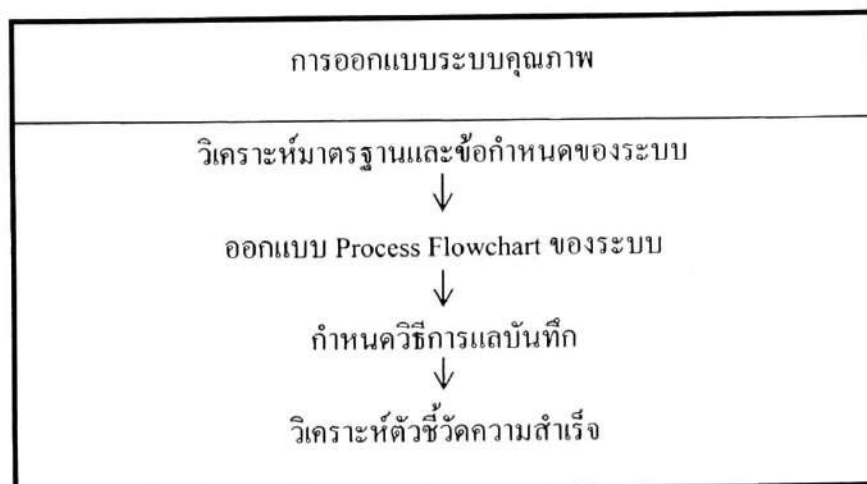 การออกแบบระบบคุณภาพ
วิเคราะห์มาตรฐานและข้อกำหนดของระบบ
ออกแบบ Process Flowchart ของระบบ
กำหนดวิธีการแลบันทึก
วิเคราะห์ตัวชี้วัดความสำเร็จ